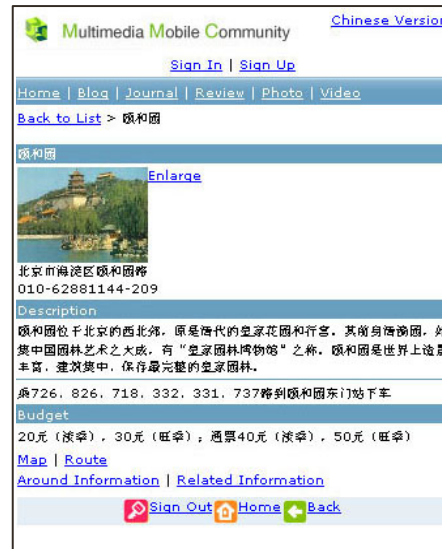 Chinese Version
Multimedia Mobile Community
Sign In | Sign Up
Home | Blog | Journal | Review | Photo | Video
Back to List > 颐和园
颐和园
Enlarge
北京市海淀区颐和园路
010-62881144-209
Description
颐和园位于北京的西北郊，原是清代的皇家花园和行宫。其前身清漪园，
集中国园林艺术之大成，有“皇家园林博物馆”之称。颐和园是世界上造景
丰富，建筑集中，保存最完整的皇家园林。
乘726，826，718，332，331，737路到颐和园东门站下车
Budget
20元（淡季），30元（旺季）；通票40元（淡季），50元（旺季）
Map | Route
Around Information | Related Information
Sign Out Home Back